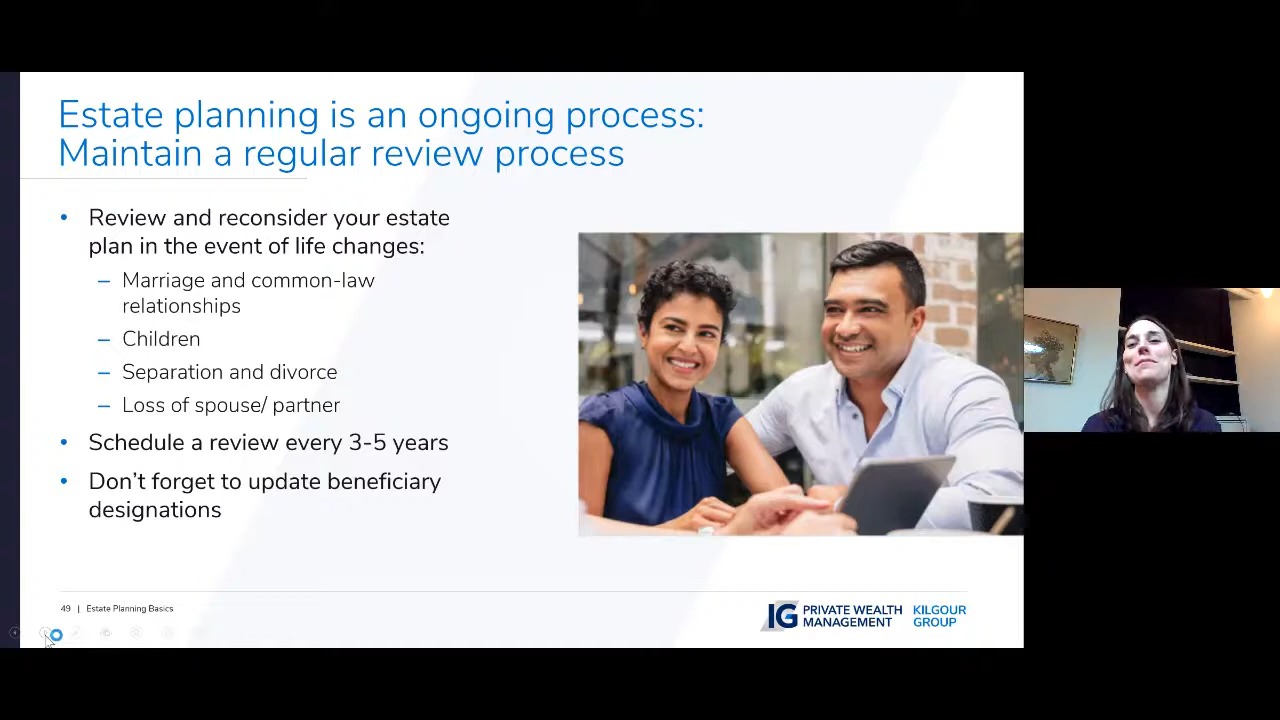 Estate planning is an ongoing process:
Maintain a regular review process
• Review and reconsider your estate
plan in the event of life changes:
– Marriage and common-law
relationships
– Children
– Separation and divorce
– Loss of spouse/ partner
• Schedule a review every 3-5 years
• Don’t forget to update beneficiary
designations
49 | Estate Planning Basics
IG PRIVATE WEALTH
MANAGEMENT
KILGOUR
GROUP